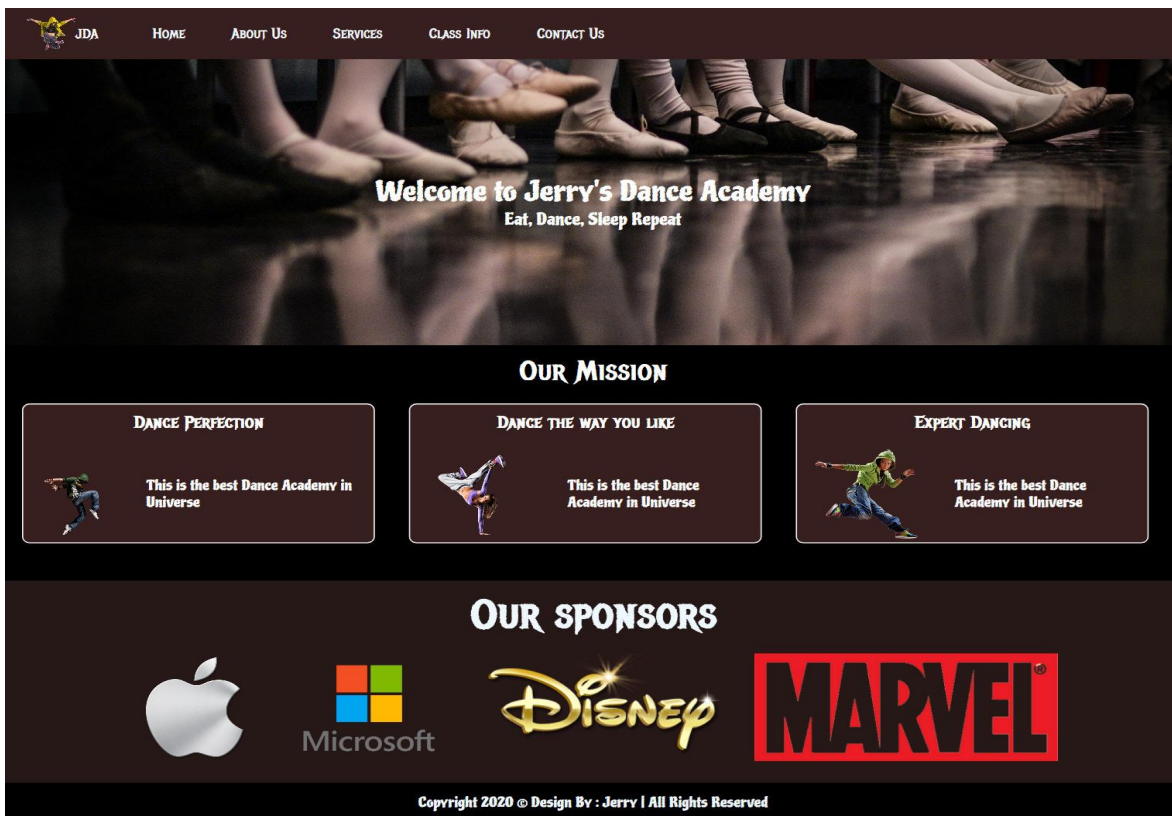 JDA Home About Us Services Class Info Contact Us
Welcome to Jerry's Dance Academy
Eat, Dance, Sleep Repeat
Our Mission
Dance Perfection
This is the best Dance Academy in
Universe
Dance the way you like
This is the best Dance
Academy in Universe
Expert Dancing
This is the best Dance
Academy in Universe
Our sponsors
Microsoft
Disney
MARVEL®
Copyright 2020 © Design By : Jerry | All Rights Reserved